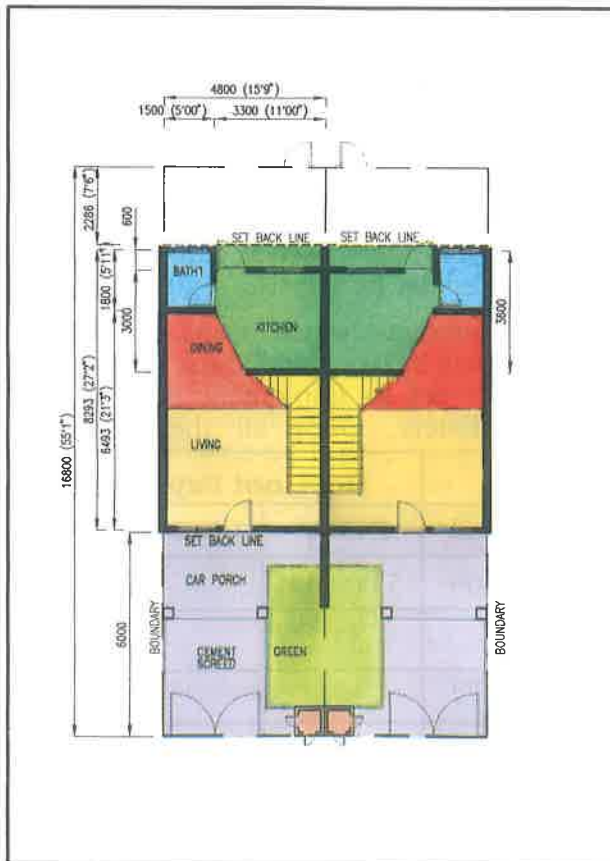 4800 (15'9")
1500 (5'00") 3300 (11'00")
2286 (7'6")
600
SET BACK LINE SET BACK LINE
BATH1
1800 (5'11")
3000
3600
KITCHEN
DINING
8293 (27'2")
6493 (21'3")
16800 (55'1")
LIVING
SET BACK LINE
CAR PORCH
BOUNDARY
BOUNDARY
6000
CEMENT
SCREED
GREEN